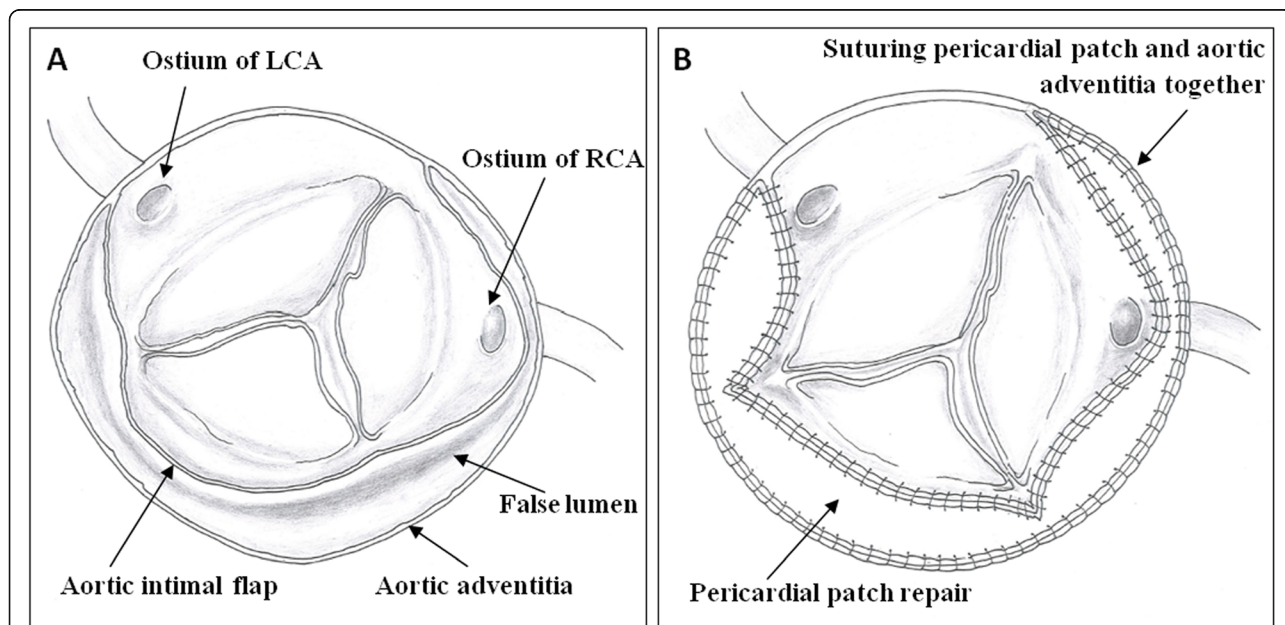 A
Ostium of LCA
Ostium of RCA
False lumen
Aortic intimal flap
Aortic adventitia
B
Suturing pericardial patch and aortic
adventitia together
Pericardial patch repair